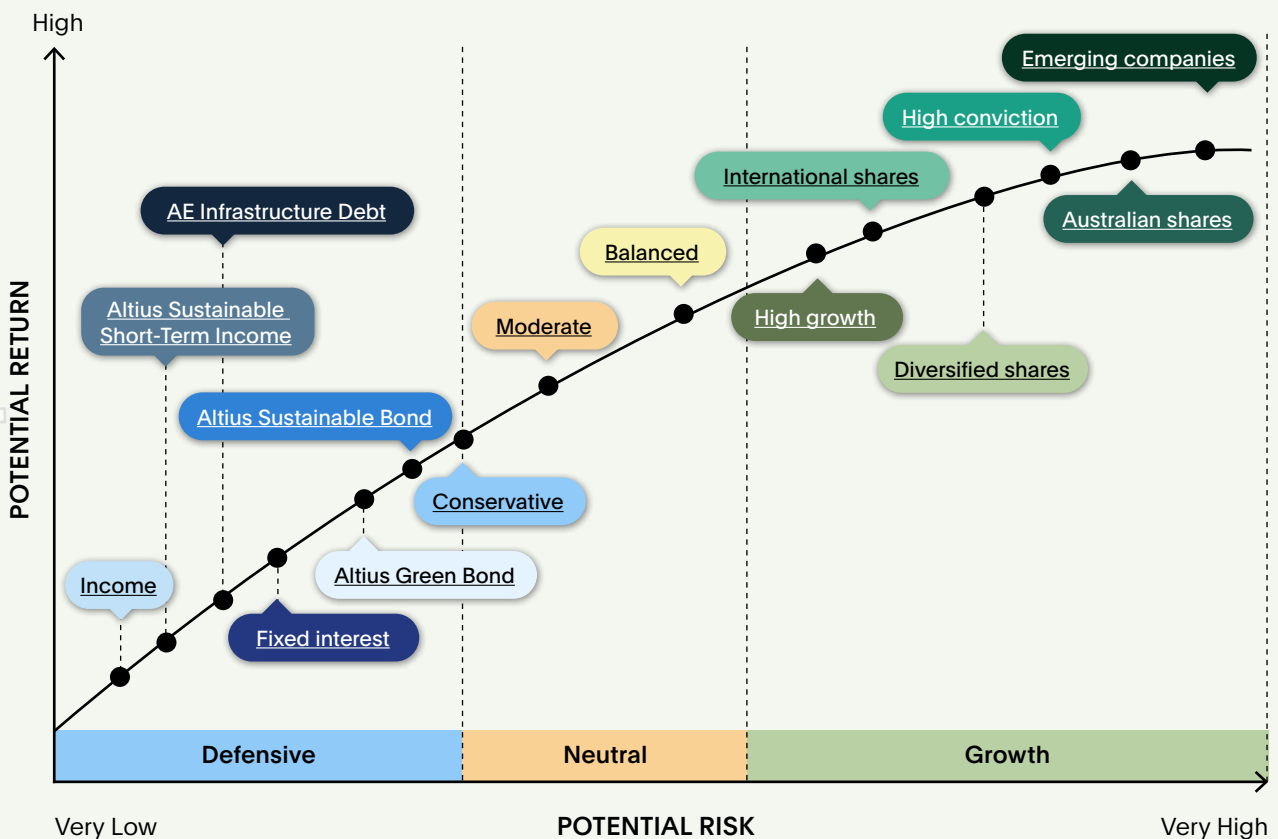 High
Emerging companies
High conviction
International shares
AE Infrastructure Debt
Australian shares
Balanced
Altius Sustainable
Short-Term Income
High growth
Moderate
Diversified shares
Altius Sustainable Bond
Conservative
Altius Green Bond
Income
Fixed interest
POTENTIAL RETURN
Defensive
Neutral
Growth
Very Low
POTENTIAL RISK
Very High